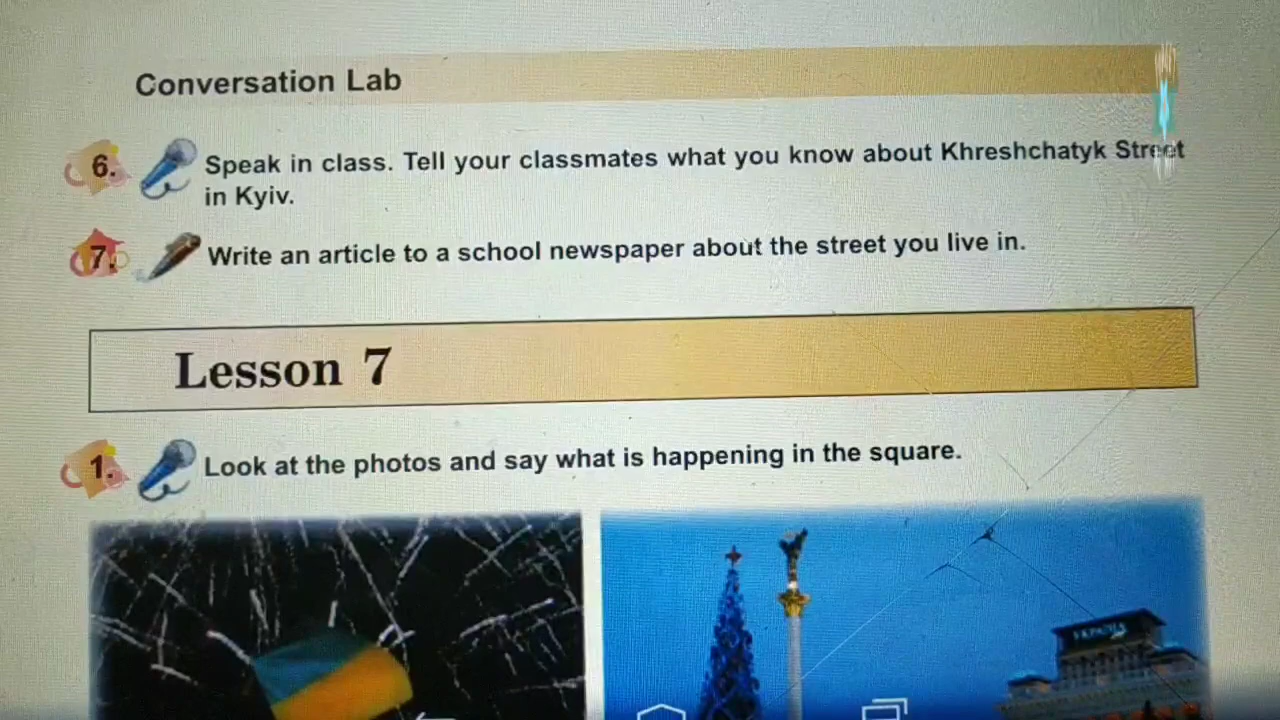 Conversation Lab
6. Speak in class. Tell your classmates what you know about Khreshchatyk Street
in Kyiv.
7. Write an article to a school newspaper about the street you live in.
Lesson 7
1. Look at the photos and say what is happening in the square.